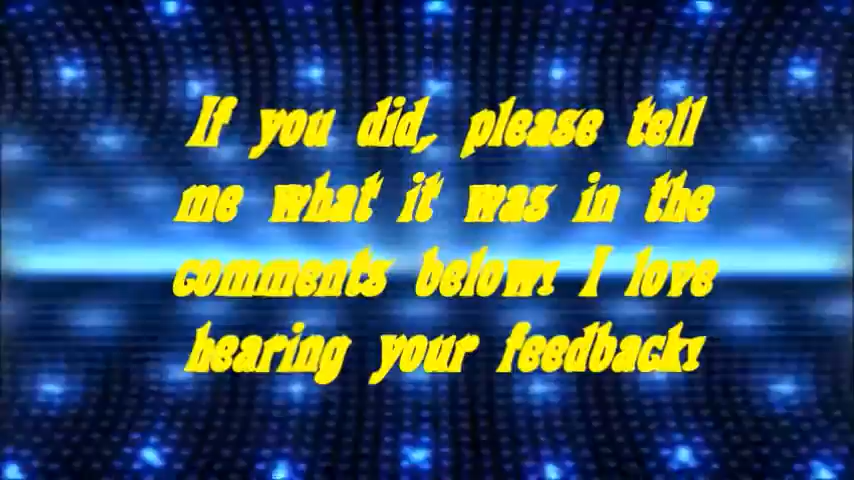 If you did, please tell
me what it was in the
comments below! I love
hearing your feedback!